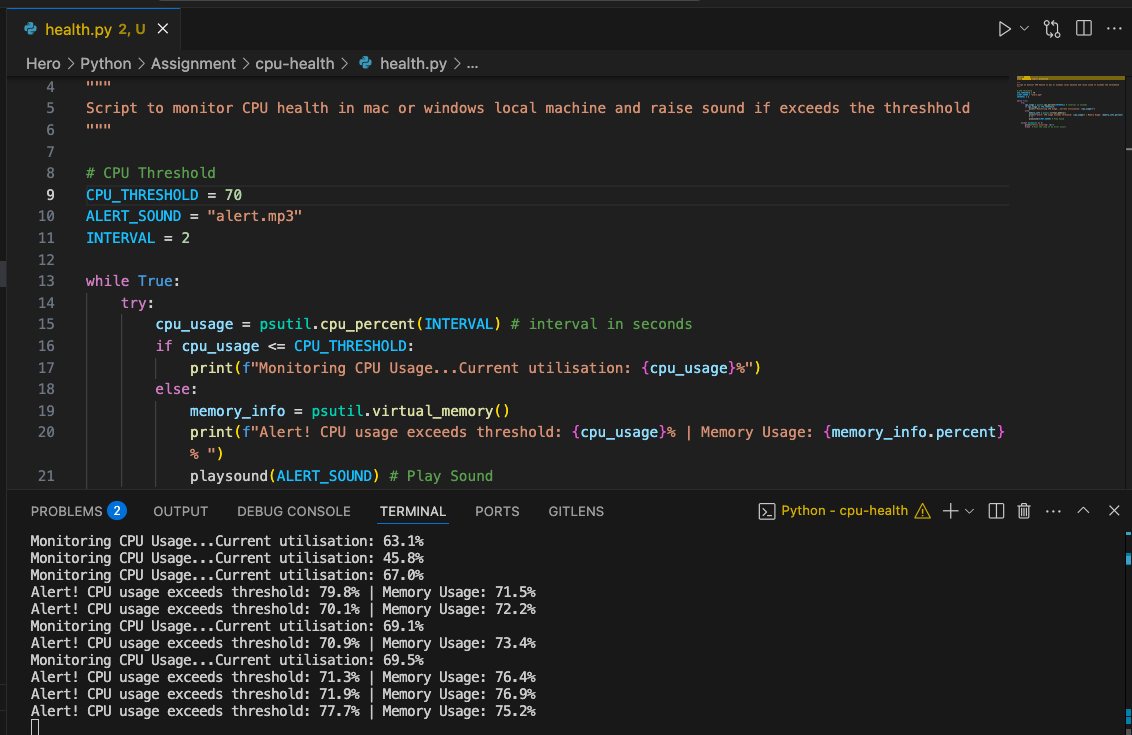 health.py 2, U
Hero > Python > Assignment > cpu-health > health.py > ...
4 """
5 Script to monitor CPU health in mac or windows local machine and raise sound if exceeds the threshhold
6 """
7
8 # CPU Threshold
9 CPU_THRESHOLD = 70
10 ALERT_SOUND = "alert.mp3"
11 INTERVAL = 2
12
13 while True:
14 try:
15 cpu_usage = psutil.cpu_percent(INTERVAL) # interval in seconds
16 if cpu_usage <= CPU_THRESHOLD:
17 print(f"Monitoring CPU Usage...Current utilisation: {cpu_usage}%")
18 else:
19 memory_info = psutil.virtual_memory()
20 print(f"Alert! CPU usage exceeds threshold: {cpu_usage}% | Memory Usage: {memory_info.percent}
% ")
21 playsound(ALERT_SOUND) # Play Sound
PROBLEMS 2 OUTPUT DEBUG CONSOLE TERMINAL PORTS GITLENS Python - cpu-health
Monitoring CPU Usage...Current utilisation: 63.1%
Monitoring CPU Usage...Current utilisation: 45.8%
Monitoring CPU Usage...Current utilisation: 67.0%
Alert! CPU usage exceeds threshold: 79.8% | Memory Usage: 71.5%
Alert! CPU usage exceeds threshold: 70.1% | Memory Usage: 72.2%
Monitoring CPU Usage...Current utilisation: 69.1%
Alert! CPU usage exceeds threshold: 70.9% | Memory Usage: 73.4%
Monitoring CPU Usage...Current utilisation: 69.5%
Alert! CPU usage exceeds threshold: 71.3% | Memory Usage: 76.4%
Alert! CPU usage exceeds threshold: 71.9% | Memory Usage: 76.9%
Alert! CPU usage exceeds threshold: 77.7% | Memory Usage: 75.2%